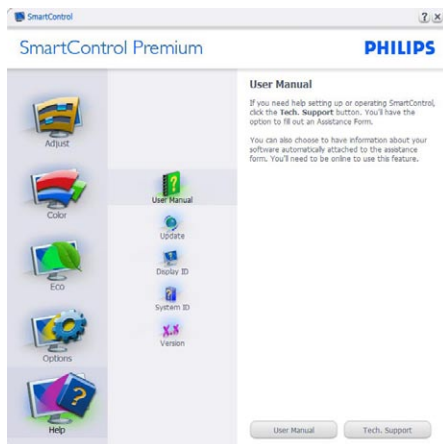 SmartControl
SmartControl Premium
PHILIPS
Adjust
Color
Eco
Options
Help
User Manual
Update
Display ID
System ID
Version
User Manual
If you need help setting up or operating SmartControl,
click the Tech. Support button. You'll have the
option to fill out an Assistance Form.
You can also choose to have information about your
software automatically attached to the assistance
form. You'll need to be online to use this feature.
User Manual
Tech. Support